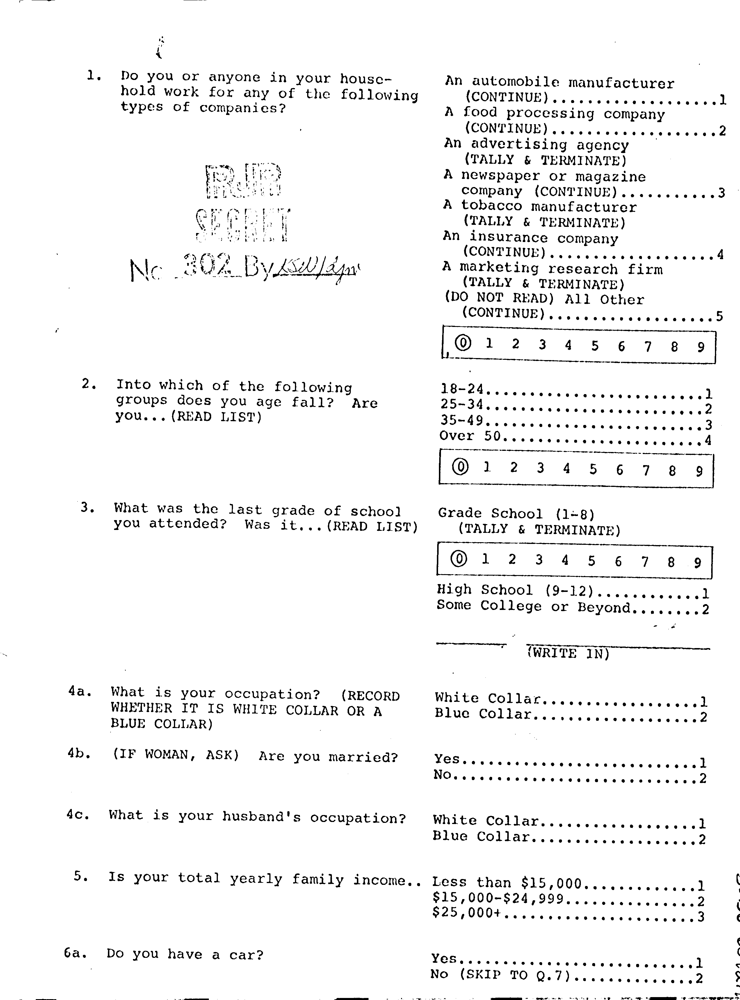 1. Do you or anyone in your house-
hold work for any of the following
types of companies?
An automobile manufacturer
(CONTINUE)...................1
A food processing company
(CONTINUE)...................2
An advertising agency
(TALLY & TERMINATE)
A newspaper or magazine
company (CONTINUE)...........3
A tobacco manufacturer
(TALLY & TERMINATE)
An insurance company
(CONTINUE)...................4
A marketing research firm
(TALLY & TERMINATE)
(DO NOT READ) All Other
(CONTINUE)...................5
RJR
SECRET
No. 302 By
0 1 2 3 4 5 6 7 8 9
2. Into which of the following
groups does you age fall? Are
you...(READ LIST)
18-24.........................1
25-34.........................2
35-49.........................3
Over 50.......................4
0 1 2 3 4 5 6 7 8 9
3. What was the last grade of school
you attended? Was it...(READ LIST)
Grade School (1-8)
(TALLY & TERMINATE)
0 1 2 3 4 5 6 7 8 9
High School (9-12)............1
Some College or Beyond........2
(WRITE IN)
4a. What is your occupation? (RECORD
WHETHER IT IS WHITE COLLAR OR A
BLUE COLLAR)
White Collar..................1
Blue Collar...................2
4b. (IF WOMAN, ASK) Are you married?
Yes...........................1
No............................2
4c. What is your husband's occupation?
White Collar..................1
Blue Collar...................2
5. Is your total yearly family income..
Less than $15,000.............1
$15,000-$24,999...............2
$25,000+......................3
6a. Do you have a car?
Yes...........................1
No (SKIP TO Q.7)..............2